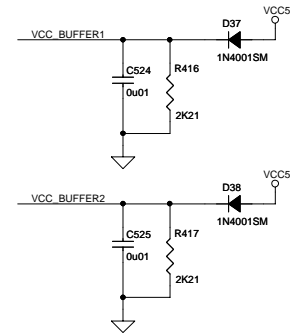 D37
VCC5
VCC_BUFFER1
1N4001SM
C524
R416
0u01
2K21
D38
VCC5
VCC_BUFFER2
1N4001SM
C525
R417
0u01
2K21